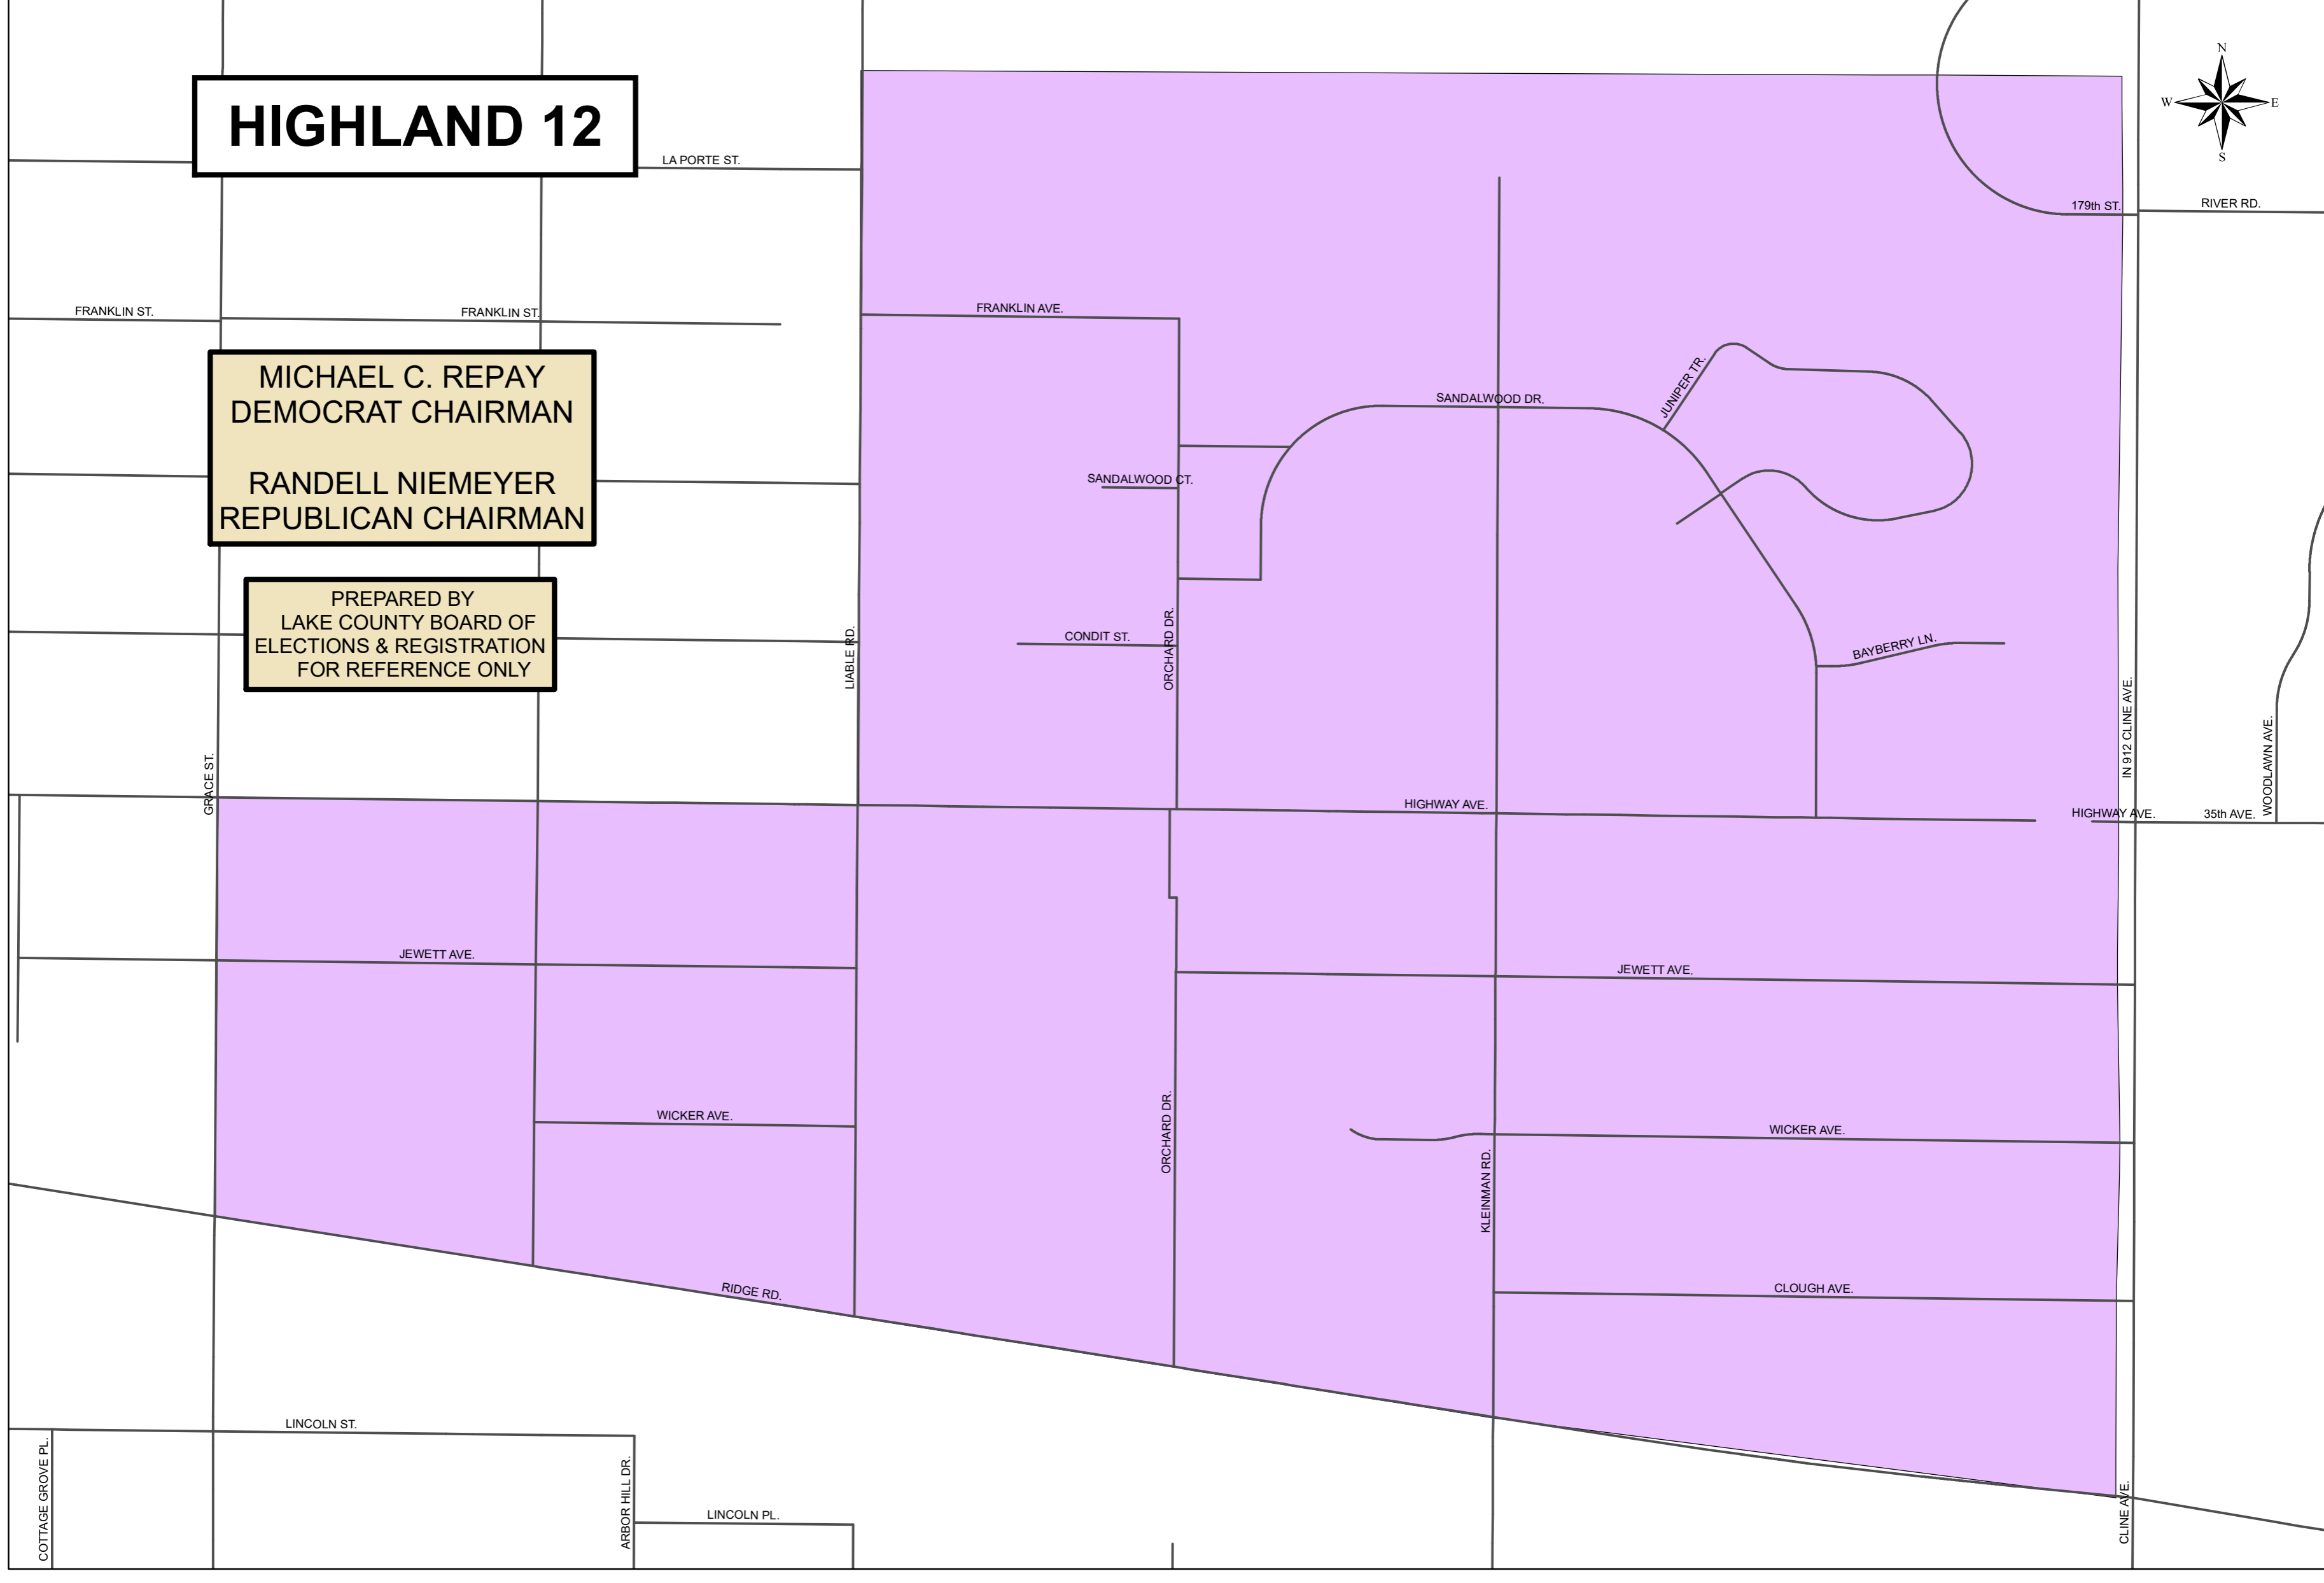 HIGHLAND 12
N
W
E
S
LA PORTE ST.
179th ST.
RIVER RD.
FRANKLIN ST.
FRANKLIN ST.
FRANKLIN AVE.
MICHAEL C. REPAY
DEMOCRAT CHAIRMAN
RANDELL NIEMEYER
REPUBLICAN CHAIRMAN
JUNIPER TR.
SANDALWOOD DR.
SANDALWOOD CT.
PREPARED BY
LAKE COUNTY BOARD OF
ELECTIONS & REGISTRATION
FOR REFERENCE ONLY
LIABLE RD.
CONDIT ST.
ORCHARD DR.
BAYBERRY LN.
IN 912 CLINE AVE.
WOODLAWN AVE.
GRACE ST.
HIGHWAY AVE.
HIGHWAY AVE.
35th AVE.
JEWETT AVE.
JEWETT AVE.
WICKER AVE.
ORCHARD DR.
WICKER AVE.
KLEINMAN RD.
RIDGE RD.
CLOUGH AVE.
LINCOLN ST.
COTTAGE GROVE PL.
ARBOR HILL DR.
LINCOLN PL.
CLINE AVE.